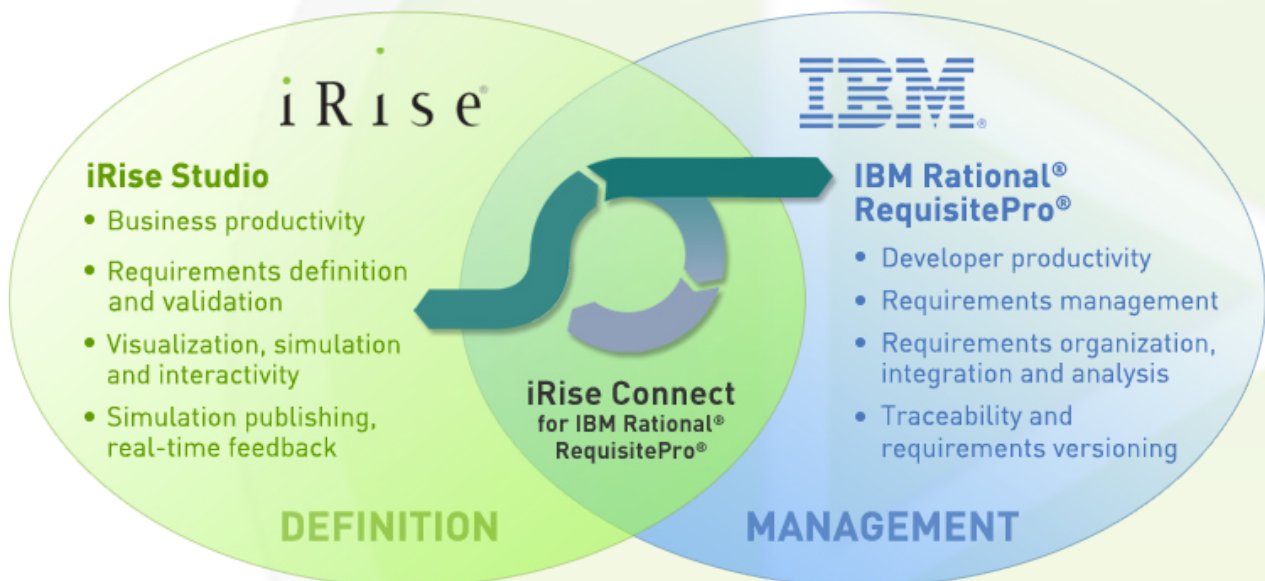 iRise®
iRise Studio
• Business productivity
• Requirements definition
and validation
• Visualization, simulation
and interactivity
• Simulation publishing,
real-time feedback
DEFINITION
iRise Connect
for IBM Rational®
RequisitePro®
IBM®
IBM Rational®
RequisitePro®
• Developer productivity
• Requirements management
• Requirements organization,
integration and analysis
• Traceability and
requirements versioning
MANAGEMENT